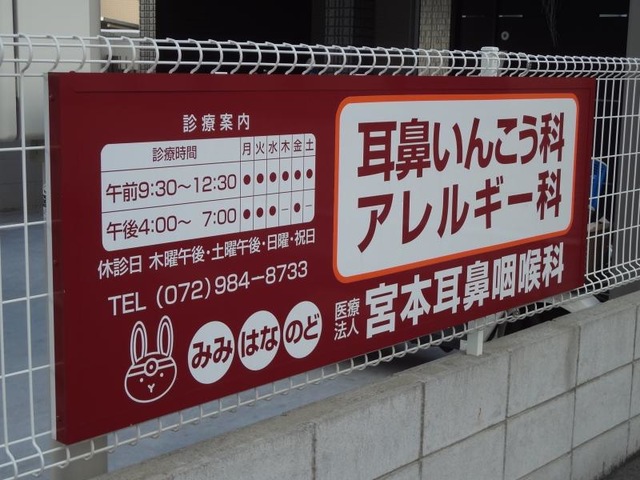 診療案内
診療時間 月 火 水 木 金 土
午前9:30～12:30 ● ● ● ● ● ●
午後4:00～ 7:00 ● ● ● － ● －
休診日 木曜午後・土曜午後・日曜・祝日
TEL (072) 984-8733
みみ はな のど
耳鼻いんこう科
アレルギー科
医療法人 宮本耳鼻咽喉科